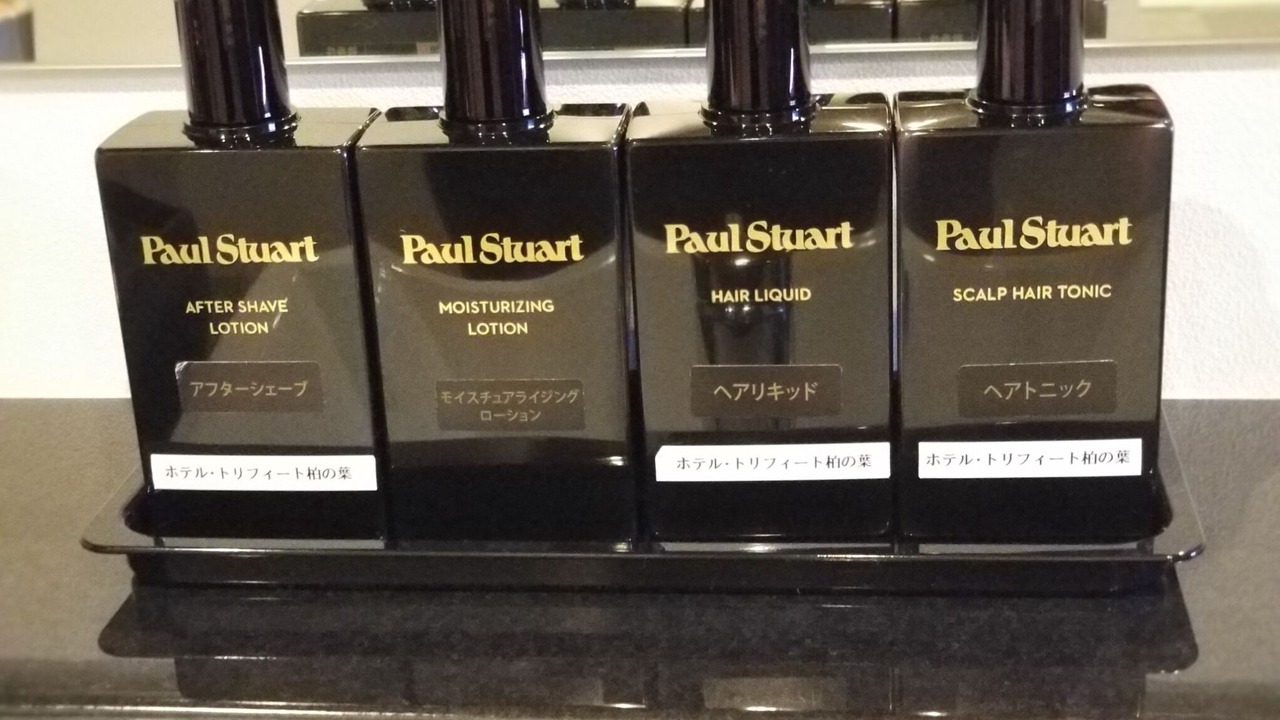 Paul Stuart
AFTER SHAVE
LOTION
アフターシェーブ
ホテル・トリフィート柏の葉
Paul Stuart
MOISTURIZING
LOTION
モイスチュアライジング
ローション
Paul Stuart
HAIR LIQUID
ヘアリキッド
ホテル・トリフィート柏の葉
Paul Stuart
SCALP HAIR TONIC
ヘアトニック
ホテル・トリフィート柏の葉